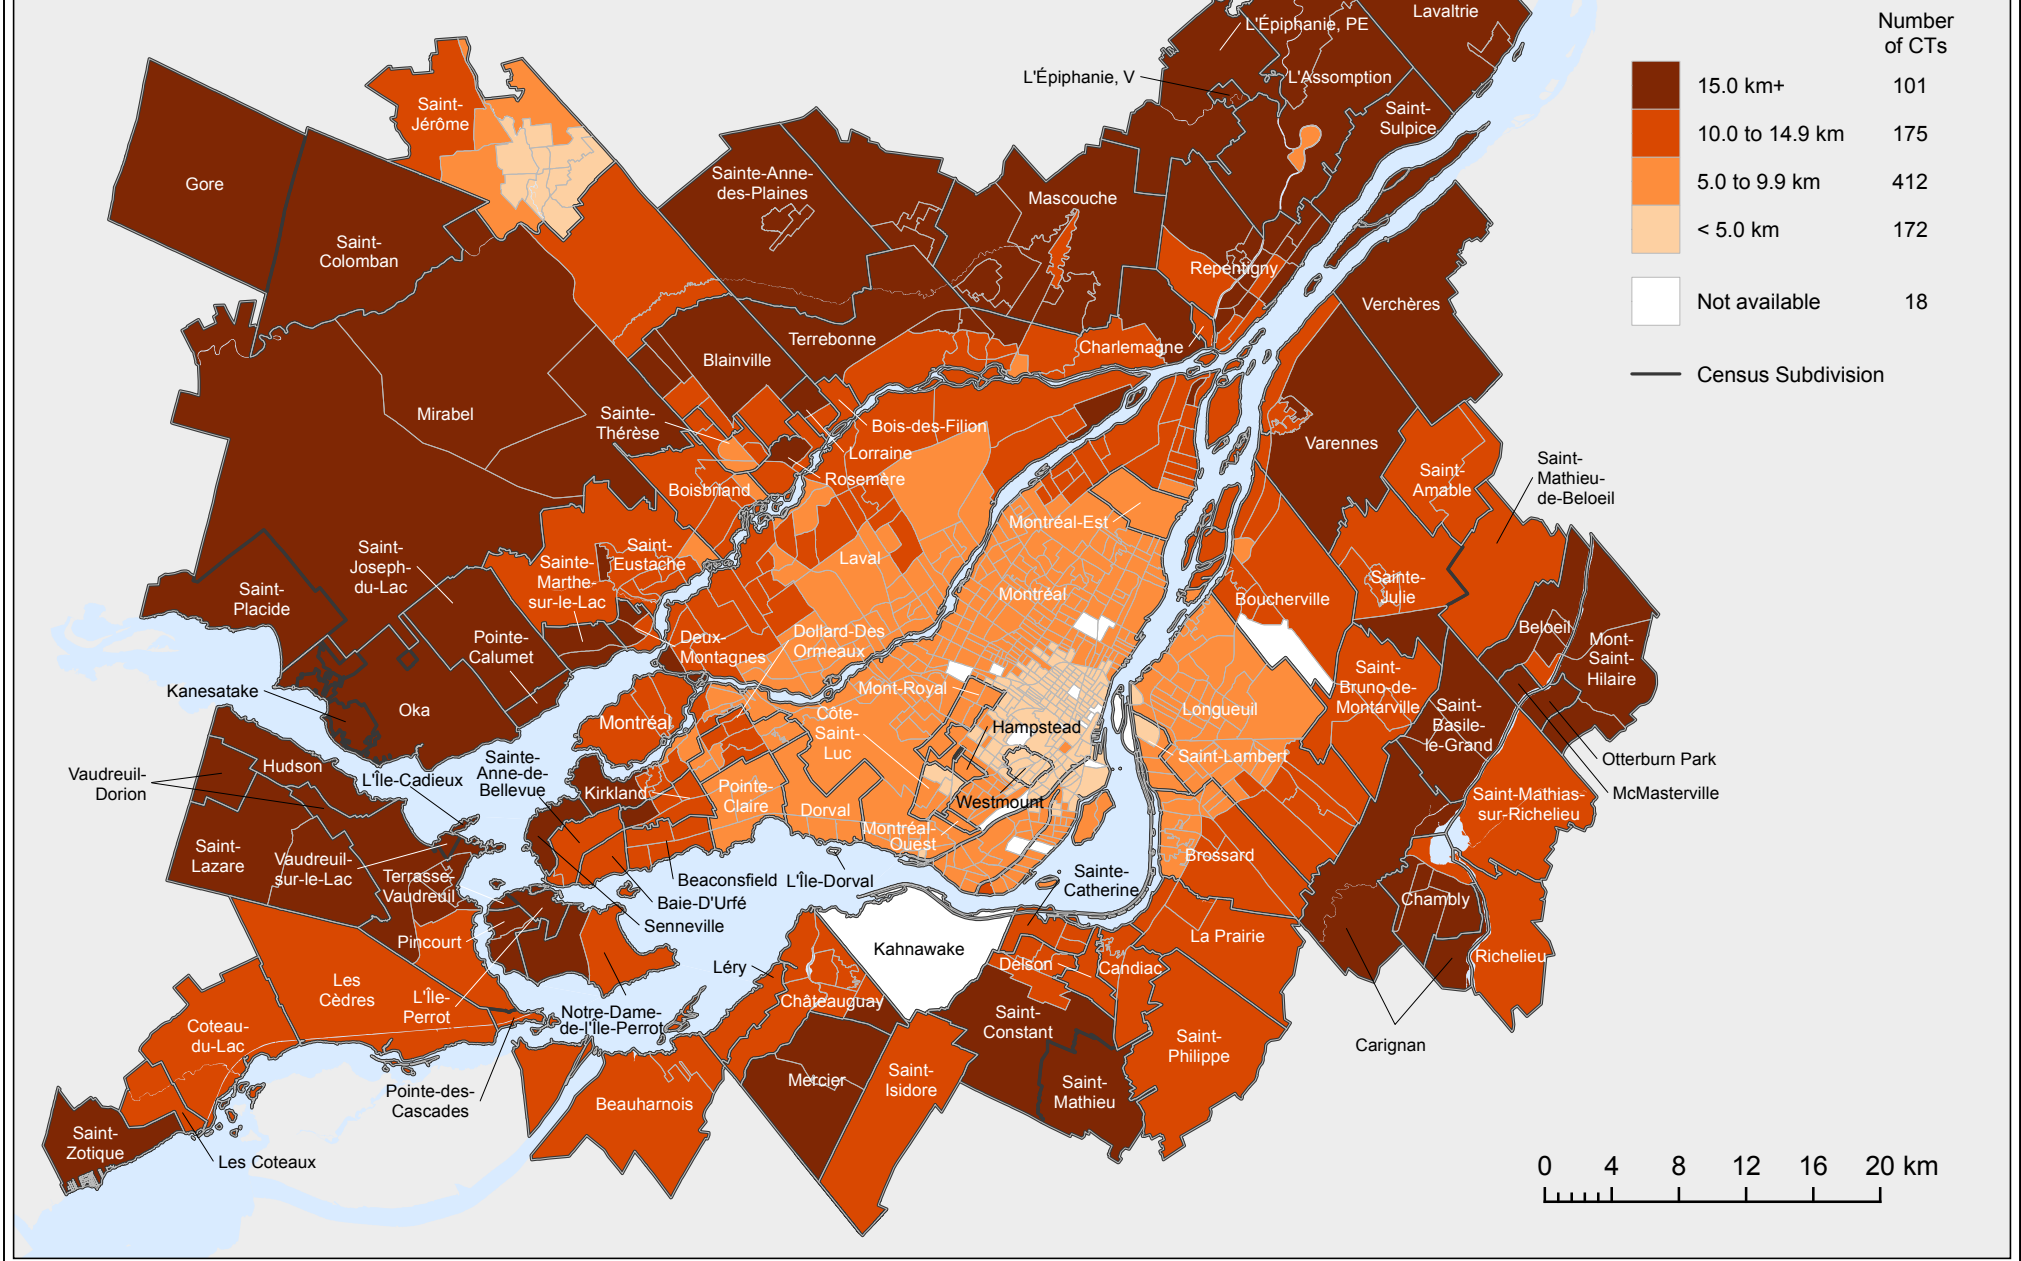 Number
of CTs
15.0 km+ 101
10.0 to 14.9 km 175
5.0 to 9.9 km 412
< 5.0 km 172
Not available 18
Census Subdivision
L'Épiphanie, PE
Lavaltrie
L'Épiphanie, V
L'Assomption
Saint-
Sulpice
Saint-
Jérôme
Gore
Saint-
Colomban
Sainte-Anne-
des-Plaines
Mascouche
Repentigny
Verchères
Terrebonne
Blainville
Charlemagne
Mirabel
Sainte-
Thérèse
Bois-des-Filion
Lorraine
Rosemère
Boisbriand
Varennes
Saint-
Amable
Saint-
Mathieu-
de-Beloeil
Montréal-Est
Saint-
Joseph-
du-Lac
Sainte-
Marthe-
sur-le-Lac
Saint-
Eustache
Laval
Saint-
Placide
Montréal
Sainte-
Julie
Boucherville
Pointe-
Calumet
Deux-
Montagnes
Dollard-Des
Ormeaux
Beloeil
Mont-
Saint-
Hilaire
Kanesatake
Oka
Montréal
Mont-Royal
Côte-
Saint-
Luc
Hampstead
Longueuil
Saint-
Bruno-de-
Montarville
Saint-
Basile-
le-Grand
Saint-Lambert
Otterburn Park
McMasterville
Vaudreuil-
Dorion
Hudson
L'Île-Cadieux
Sainte-
Anne-de-
Bellevue
Kirkland
Pointe-
Claire
Dorval
Westmount
Montréal-
Ouest
Saint-Mathias-
sur-Richelieu
Saint-
Lazare
Vaudreuil-
sur-le-Lac
Terrasse-
Vaudreuil
Beaconsfield
L'Île-Dorval
Baie-D'Urfé
Senneville
Sainte-
Catherine
Brossard
Chambly
Pincourt
Kahnawake
La Prairie
Richelieu
Léry
Delson
Candiac
Les
Cèdres
L'Île-
Perrot
Châteauguay
Notre-Dame-
de-l'Île-Perrot
Coteau-
du-Lac
Saint-
Constant
Saint-
Philippe
Carignan
Pointe-des-
Cascades
Beauharnois
Mercier
Saint-
Isidore
Saint-
Mathieu
Saint-
Zotique
Les Coteaux
0 4 8 12 16 20 km